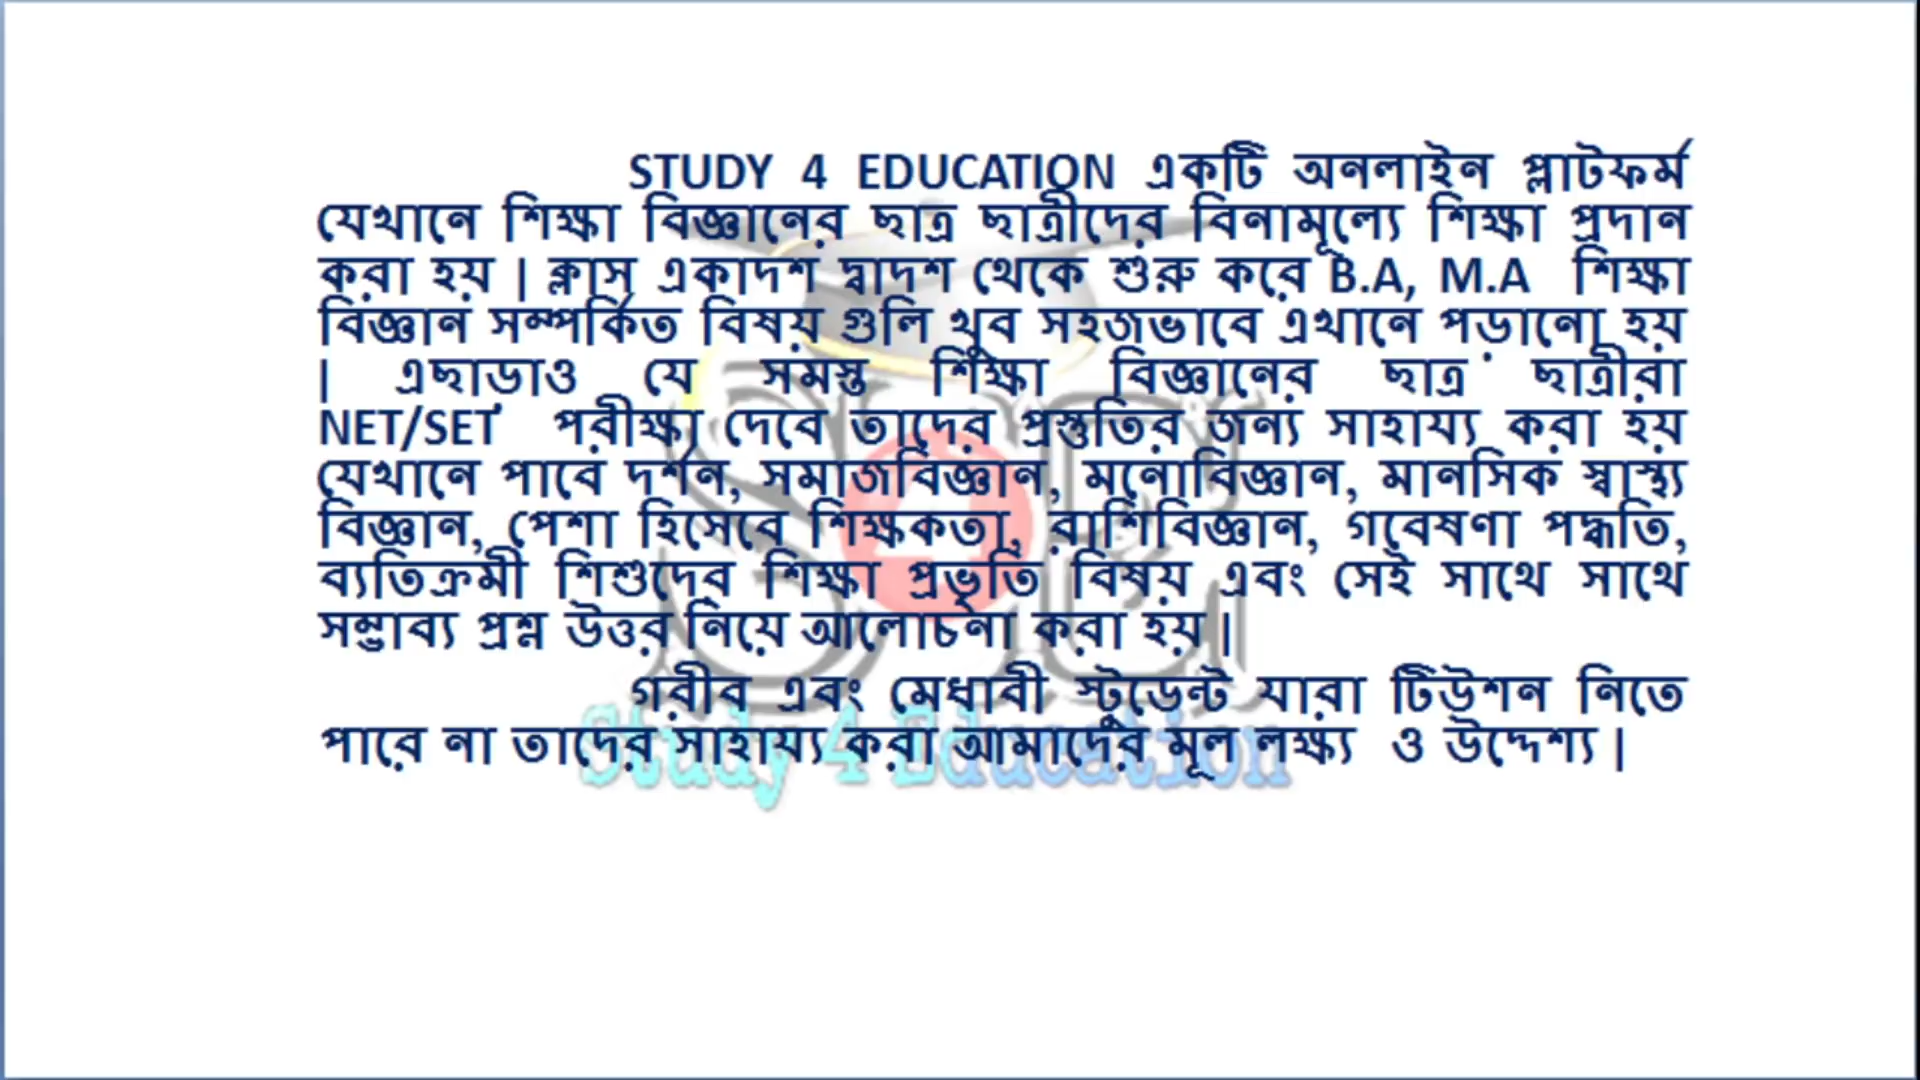 STUDY 4 EDUCATION একটি অনলাইন প্লাটফর্ম
যেখানে শিক্ষা বিজ্ঞানের ছাত্র ছাত্রীদের বিনামূল্যে শিক্ষা প্রদান
করা হয় | ক্লাস একাদশ দ্বাদশ থেকে শুরু করে B.A, M.A শিক্ষা
বিজ্ঞান সম্পর্কিত বিষয় গুলি খুব সহজভাবে এখানে পড়ানো হয়
| এছাড়াও যে সমস্ত শিক্ষা বিজ্ঞানের ছাত্র ছাত্রীরা
NET/SET পরীক্ষা দেবে তাদের প্রস্তুতির জন্য সাহায্য করা হয়
যেখানে পাবে দর্শন, সমাজবিজ্ঞান, মনোবিজ্ঞান, মানসিক স্বাস্থ্য
বিজ্ঞান, পেশা হিসেবে শিক্ষকতা, রাশিবিজ্ঞান, গবেষণা পদ্ধতি,
ব্যতিক্রমী শিশুদের শিক্ষা প্রভৃতি বিষয় এবং সেই সাথে সাথে
সম্ভাব্য প্রশ্ন উত্তর নিয়ে আলোচনা করা হয় |
গরীব এবং মেধাবী স্টুডেন্ট যারা টিউশন নিতে
পারে না তাদের সাহায্য করা আমাদের মূল লক্ষ্য ও উদ্দেশ্য |
Study 4 Education